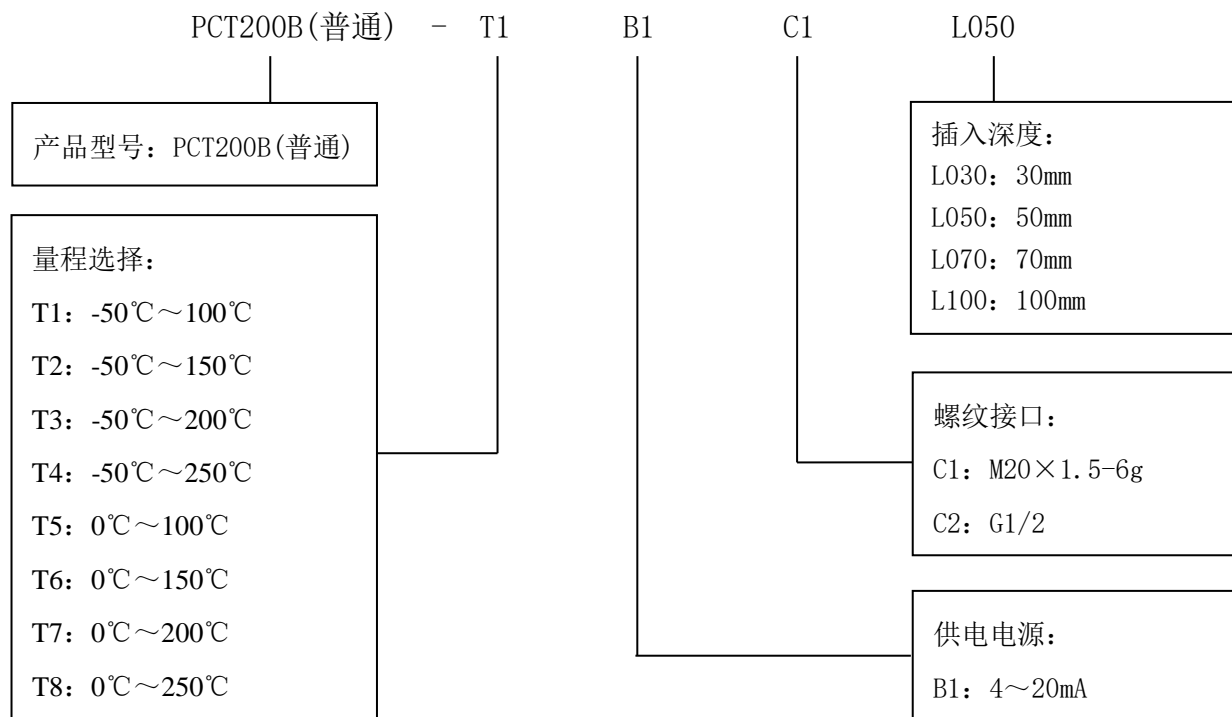 PCT200B(普通) - T1 B1 C1 L050
产品型号：PCT200B(普通)
量程选择：
T1：-50℃～100℃
T2：-50℃～150℃
T3：-50℃～200℃
T4：-50℃～250℃
T5：0℃～100℃
T6：0℃～150℃
T7：0℃～200℃
T8：0℃～250℃
插入深度：
L030：30mm
L050：50mm
L070：70mm
L100：100mm
螺纹接口：
C1：M20×1.5-6g
C2：G1/2
供电电源：
B1：4～20mA